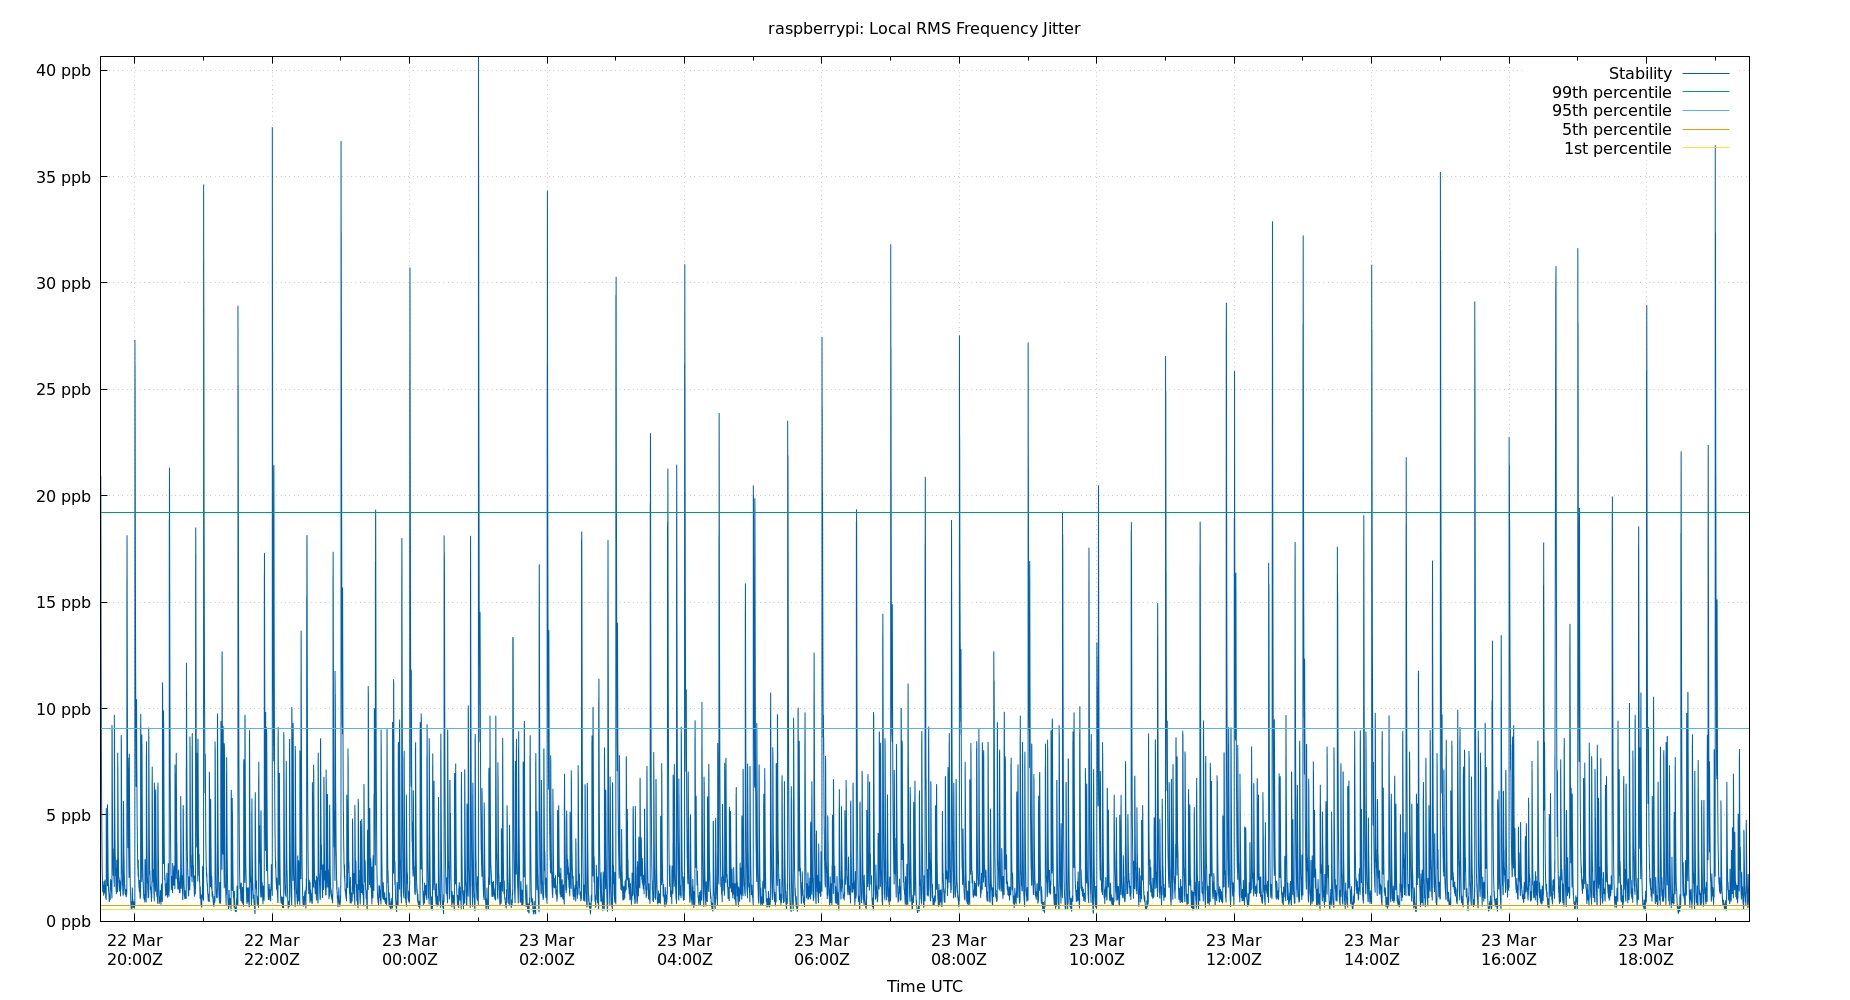 raspberrypi: Local RMS Frequency Jitter
40 ppb
35 ppb
30 ppb
25 ppb
20 ppb
15 ppb
10 ppb
5 ppb
0 ppb
Stability
99th percentile
95th percentile
5th percentile
1st percentile
22 Mar 22 Mar 23 Mar 23 Mar 23 Mar 23 Mar 23 Mar 23 Mar 23 Mar 23 Mar 23 Mar 23 Mar
20:00Z 22:00Z 00:00Z 02:00Z 04:00Z 06:00Z 08:00Z 10:00Z 12:00Z 14:00Z 16:00Z 18:00Z
Time UTC